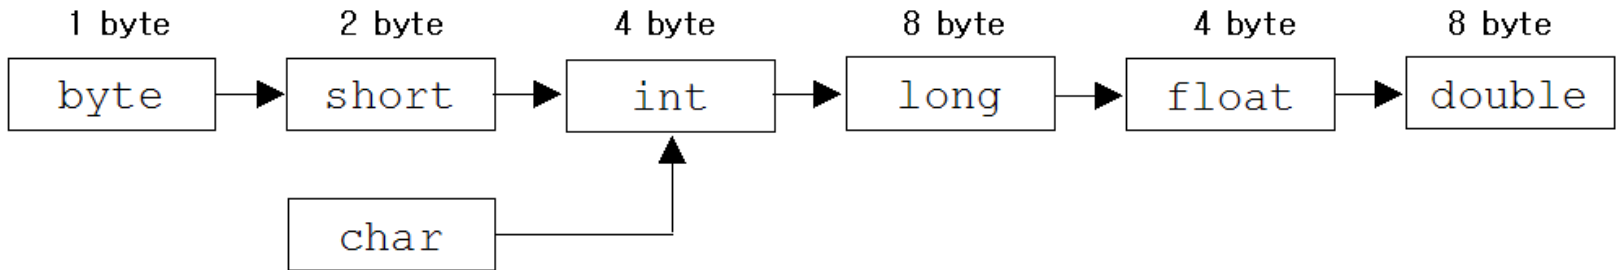 1 byte 2 byte 4 byte 8 byte 4 byte 8 byte
byte short int long float double
char